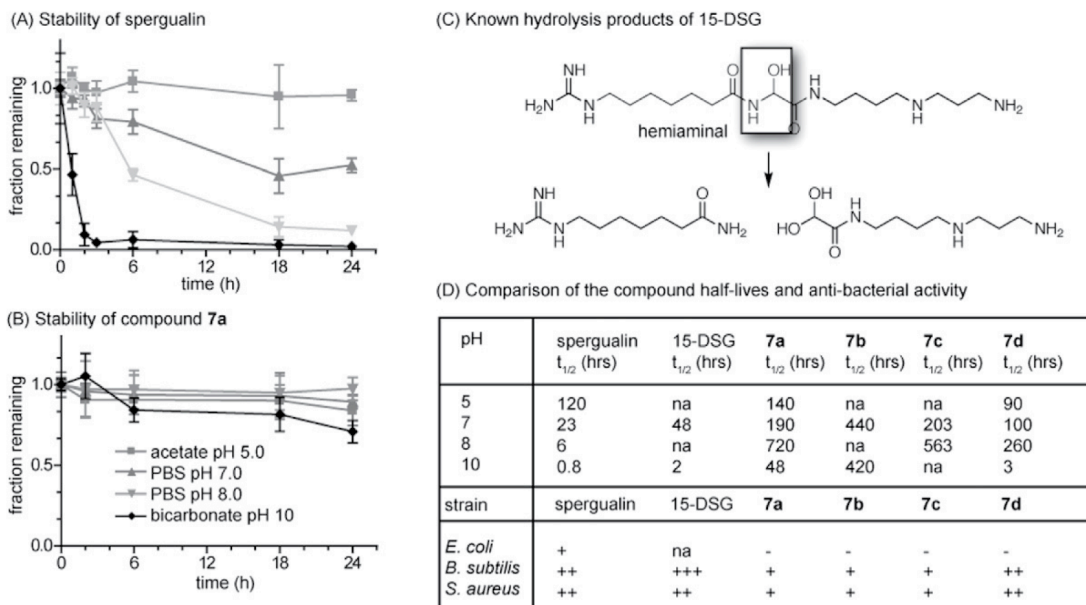 (A) Stability of spergualin
fraction remaining
1.0
0.5
0.0
0 6 12 18 24
time (h)
(B) Stability of compound 7a
fraction remaining
1.0
0.5
0.0
acetate pH 5.0
PBS pH 7.0
PBS pH 8.0
bicarbonate pH 10
0 6 12 18 24
time (h)
(C) Known hydrolysis products of 15-DSG
NH O OH H
H2N N N N N NH2
H H O H
hemiaminal
NH O OH H
H2N N NH2 HO N N NH2
H O H
(D) Comparison of the compound half-lives and anti-bacterial activity
pH spergualin 15-DSG 7a 7b 7c 7d
t1/2 (hrs) t1/2 (hrs) t1/2 (hrs) t1/2 (hrs) t1/2 (hrs) t1/2 (hrs)
5 120 na 140 na na 90
7 23 48 190 440 203 100
8 6 na 720 na 563 260
10 0.8 2 48 420 na 3
strain spergualin 15-DSG 7a 7b 7c 7d
E. coli + na - - - -
B. subtilis ++ +++ + + + ++
S. aureus ++ ++ + + + ++